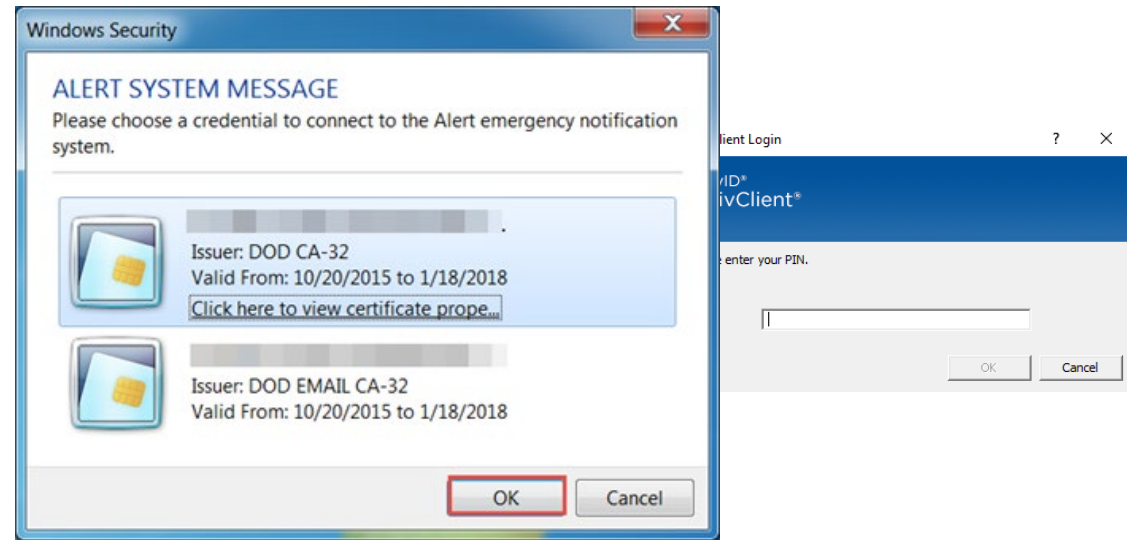 Windows Security
ALERT SYSTEM MESSAGE
Please choose a credential to connect to the Alert emergency notification
system.
Issuer: DOD CA-32
Valid From: 10/20/2015 to 1/18/2018
Click here to view certificate prope...
Issuer: DOD EMAIL CA-32
Valid From: 10/20/2015 to 1/18/2018
OK Cancel
lient Login ?
vID®
ivClient®
enter your PIN.
OK Cancel